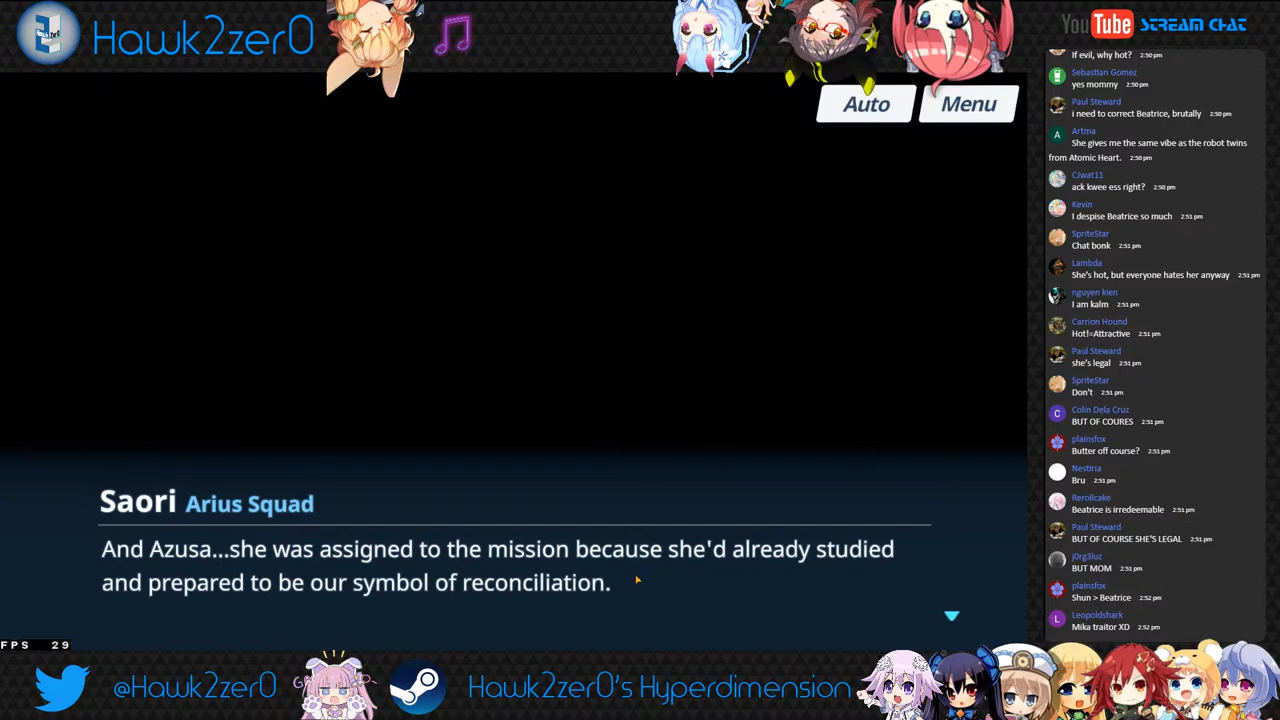 Hawk2zer0
YouTube STREAM CHAT
Auto
Menu
If evil, why hot? 2:50 pm
Sebastian Gomez
yes mommy 2:50 pm
Paul Steward
i need to correct Beatrice, brutally 2:50 pm
A
Artma
She gives me the same vibe as the robot twins
from Atomic Heart. 2:50 pm
CJwat11
ack kwee ess right? 2:50 pm
Kevin
I despise Beatrice so much 2:51 pm
SpriteStar
Chat bonk 2:51 pm
Lambda
She's hot, but everyone hates her anyway 2:51 pm
nguyen kien
I am kalm 2:51 pm
Carrion Hound
Hot!=Attractive 2:51 pm
Paul Steward
she's legal 2:51 pm
SpriteStar
Don't 2:51 pm
C
Colin Dela Cruz
BUT OF COURES 2:51 pm
plainsfox
Butter off course? 2:51 pm
Nestiria
Bru 2:51 pm
Rerollcake
Beatrice is irredeemable 2:51 pm
Paul Steward
BUT OF COURSE SHE'S LEGAL 2:51 pm
j0rg3luz
BUT MOM 2:51 pm
plainsfox
Shun > Beatrice 2:52 pm
L
Leopoldshark
Mika traitor XD 2:52 pm
Saori Arius Squad
And Azusa...she was assigned to the mission because she'd already studied
and prepared to be our symbol of reconciliation.
FPS 29
@Hawk2zer0
Hawk2zer0's Hyperdimension